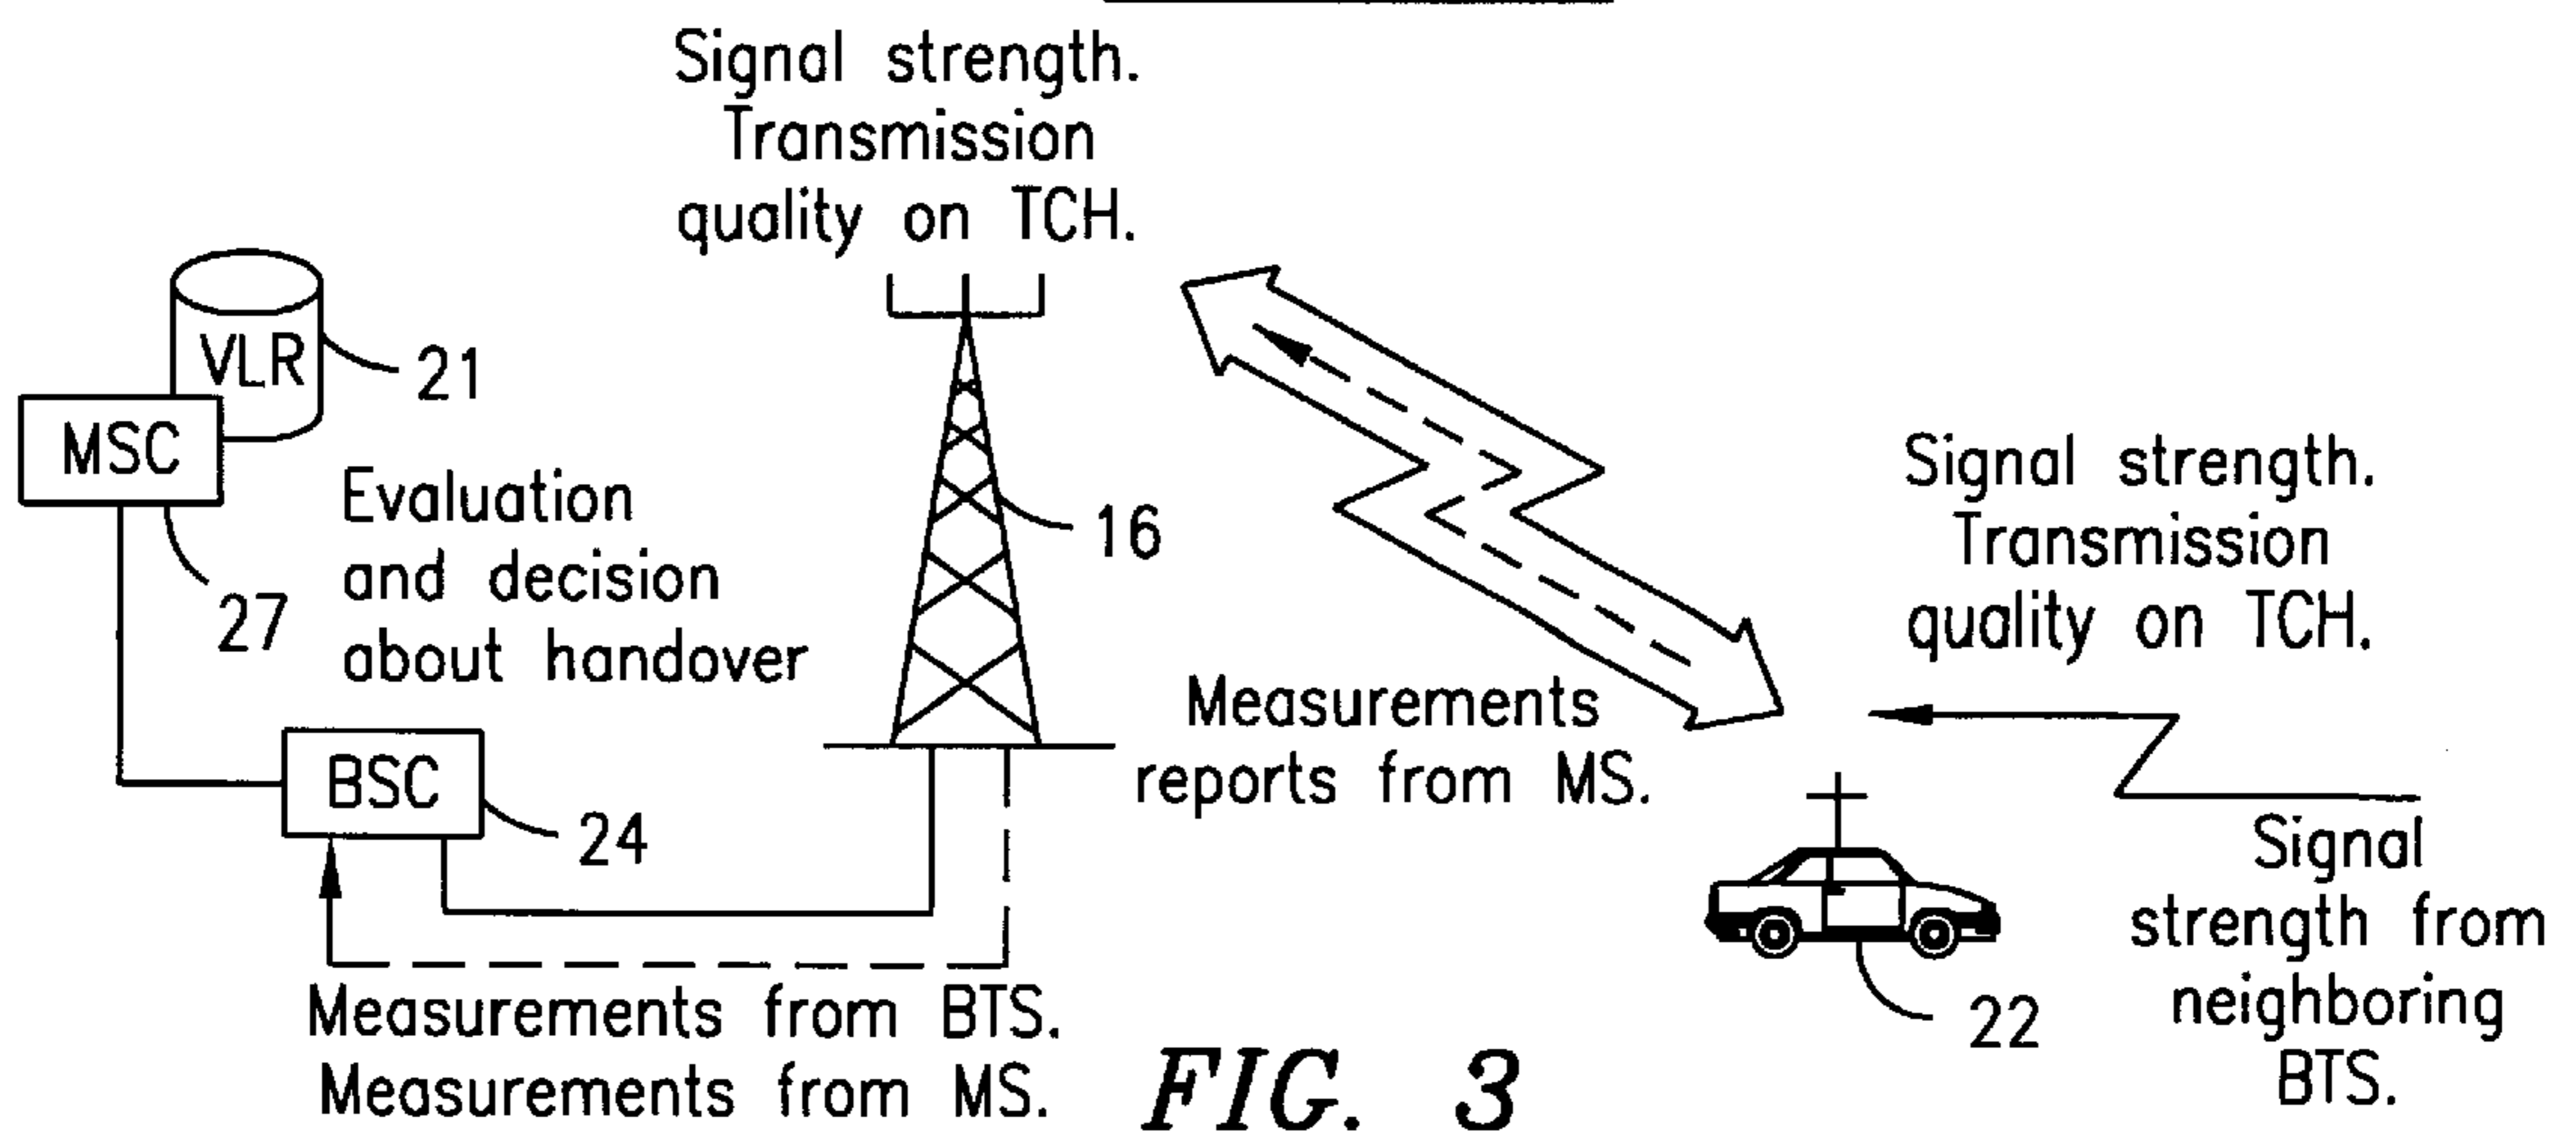 Signal strength.
Transmission
quality on TCH.
VLR
21
MSC
27
Evaluation
and decision
about handover
16
Signal strength.
Transmission
quality on TCH.
Measurements
reports from MS.
BSC
24
22
Signal
strength from
neighboring
BTS.
Measurements from BTS.
Measurements from MS.
FIG. 3